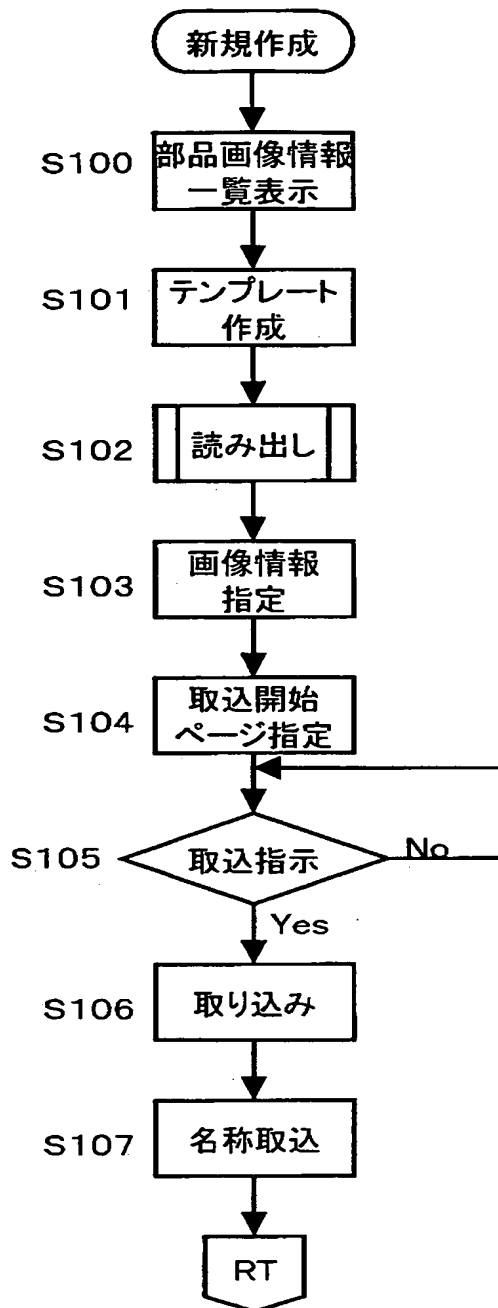 新規作成
S100
部品画像情報
一覧表示
S101
テンプレート
作成
S102
読み出し
S103
画像情報
指定
S104
取込開始
ページ指定
S105
取込指示
No
Yes
S106
取り込み
S107
名称取込
RT